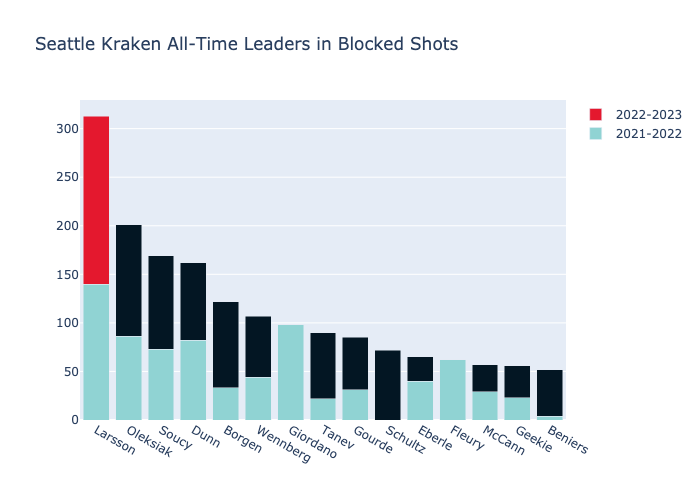 Seattle Kraken All-Time Leaders in Blocked Shots
2022-2023
2021-2022
300
250
200
150
100
50
0
Larsson
Oleksiak
Soucy
Dunn
Borgen
Wennberg
Giordano
Tanev
Gourde
Schultz
Eberle
Fleury
McCann
Geekie
Beniers